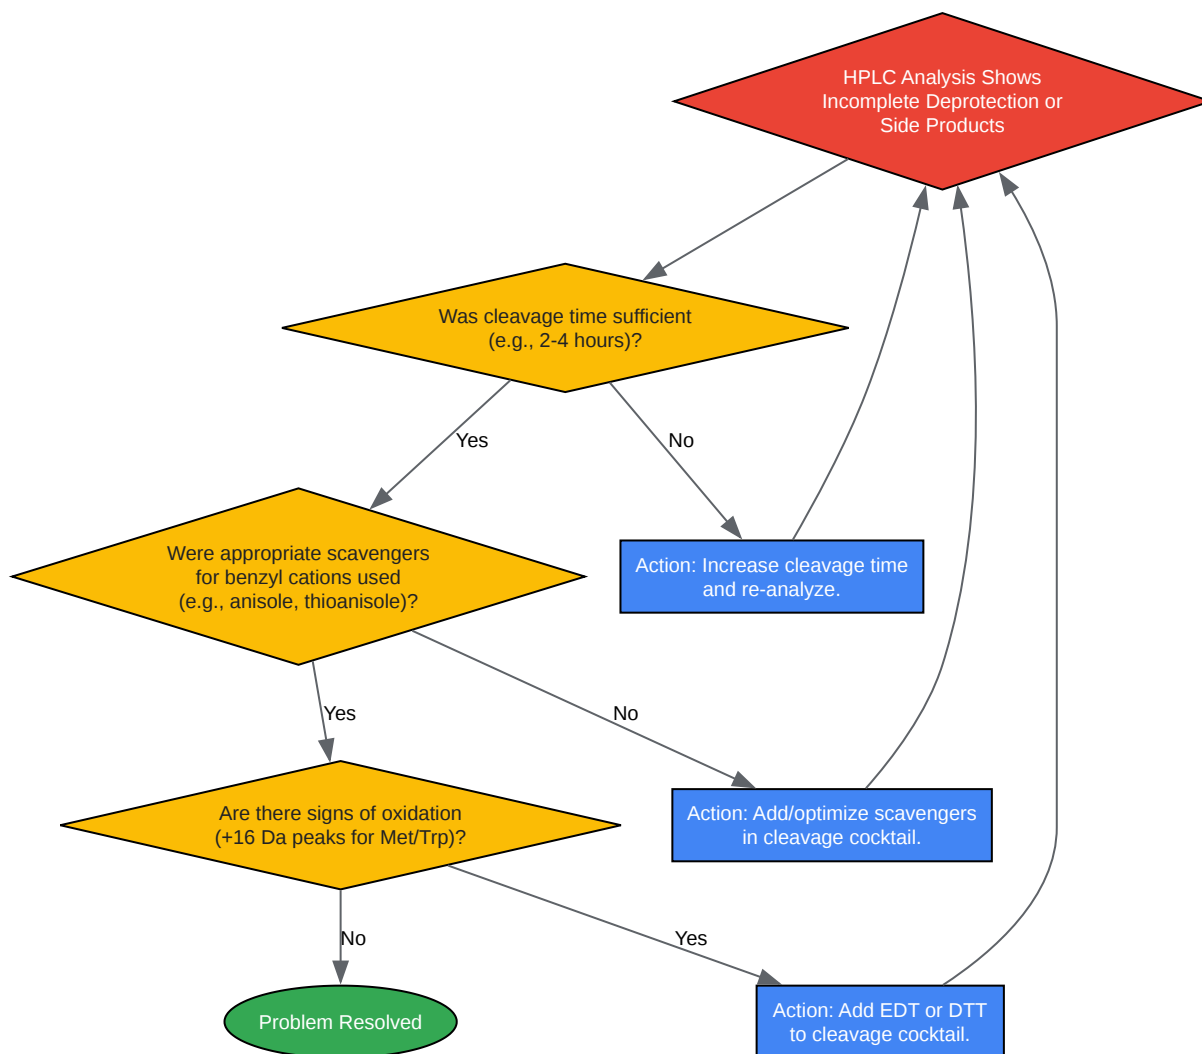 HPLC Analysis Shows
Incomplete Deprotection or
Side Products
Was cleavage time sufficient
(e.g., 2-4 hours)?
Yes
No
Were appropriate scavengers
for benzyl cations used
(e.g., anisole, thioanisole)?
Action: Increase cleavage time
and re-analyze.
Yes
No
Are there signs of oxidation
(+16 Da peaks for Met/Trp)?
Action: Add/optimize scavengers
in cleavage cocktail.
No
Yes
Problem Resolved
Action: Add EDT or DTT
to cleavage cocktail.